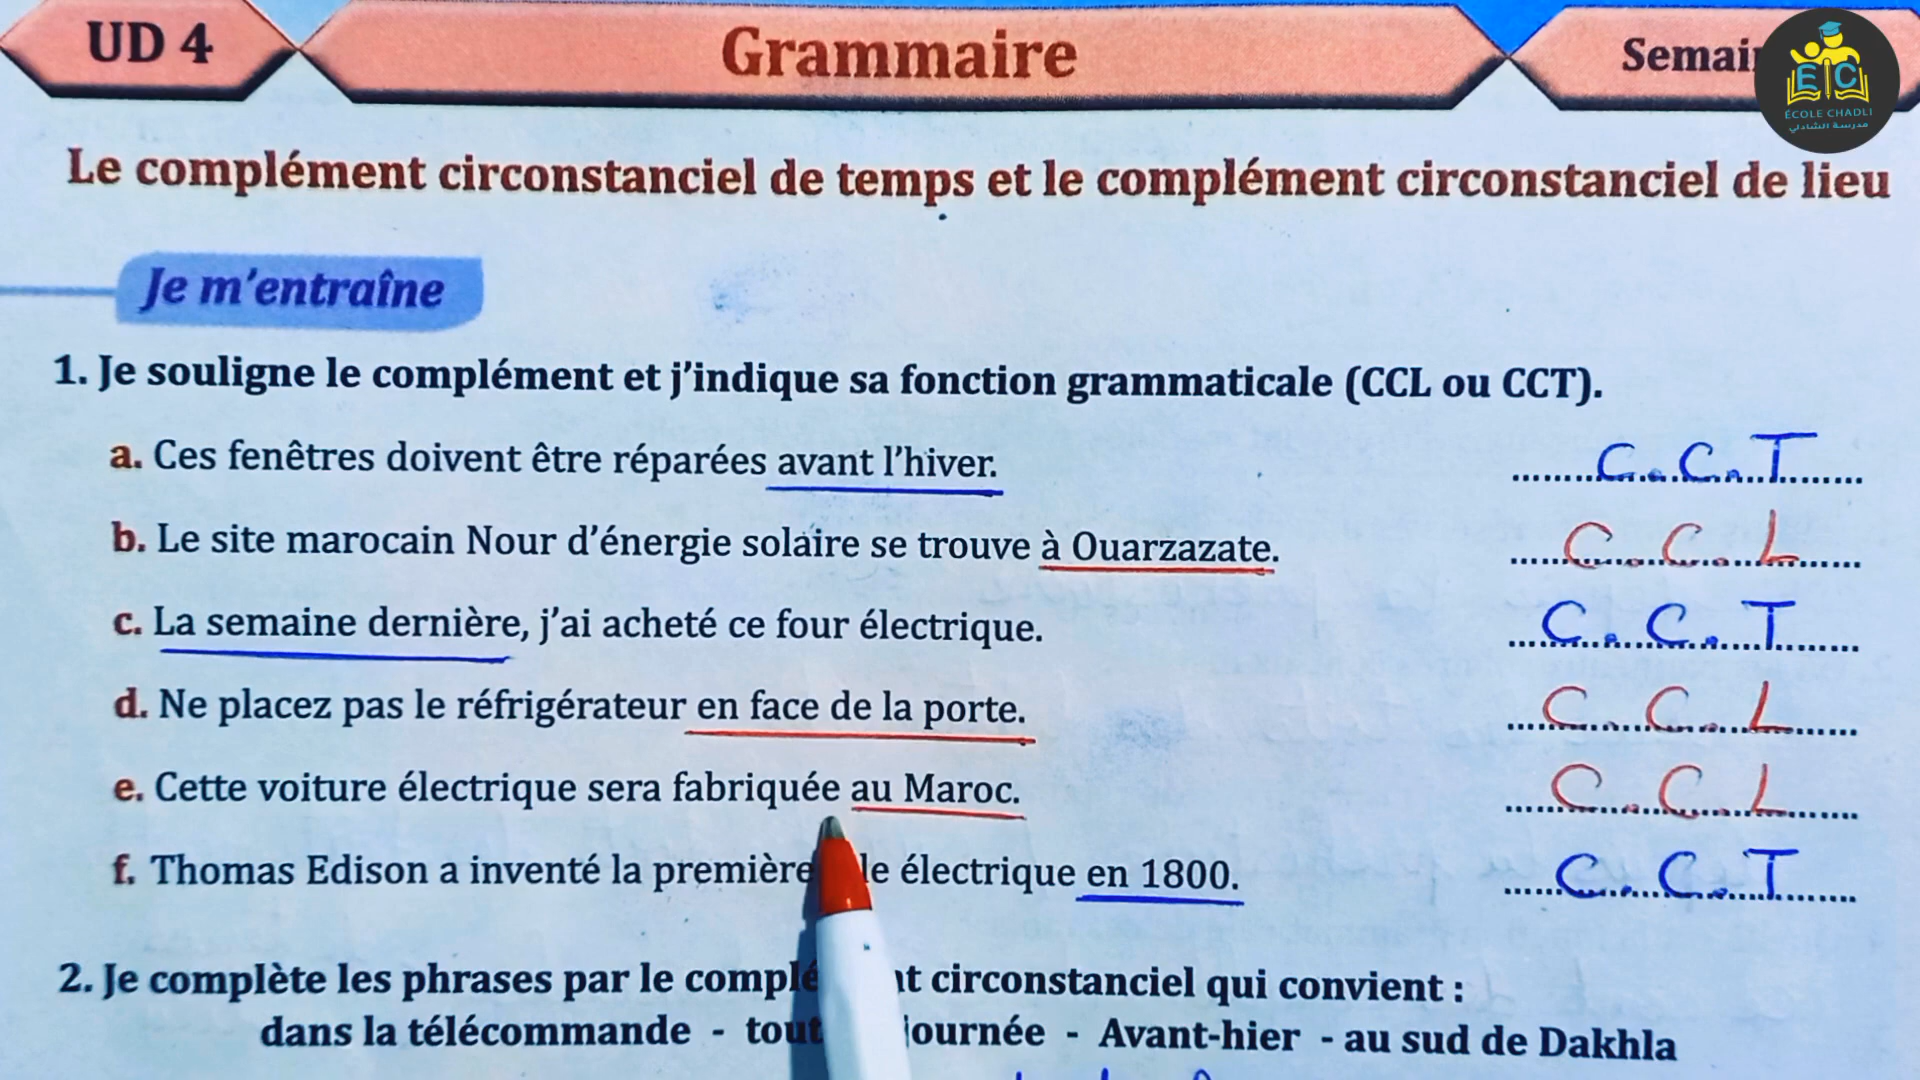 UD 4
Grammaire
Semai
ÉCOLE CHADLI
مدرسة الشادلي
Le complément circonstanciel de temps et le complément circonstanciel de lieu
Je m'entraîne
1. Je souligne le complément et j'indique sa fonction grammaticale (CCL ou CCT).
a. Ces fenêtres doivent être réparées avant l'hiver. C.C.T
b. Le site marocain Nour d'énergie solaire se trouve à Ouarzazate. C.C.L
c. La semaine dernière, j'ai acheté ce four électrique. C.C.T
d. Ne placez pas le réfrigérateur en face de la porte. C.C.L
e. Cette voiture électrique sera fabriquée au Maroc. C.C.L
f. Thomas Edison a inventé la première le électrique en 1800. C.C.T
2. Je complète les phrases par le complé t circonstanciel qui convient :
dans la télécommande - tout journée - Avant-hier - au sud de Dakhla